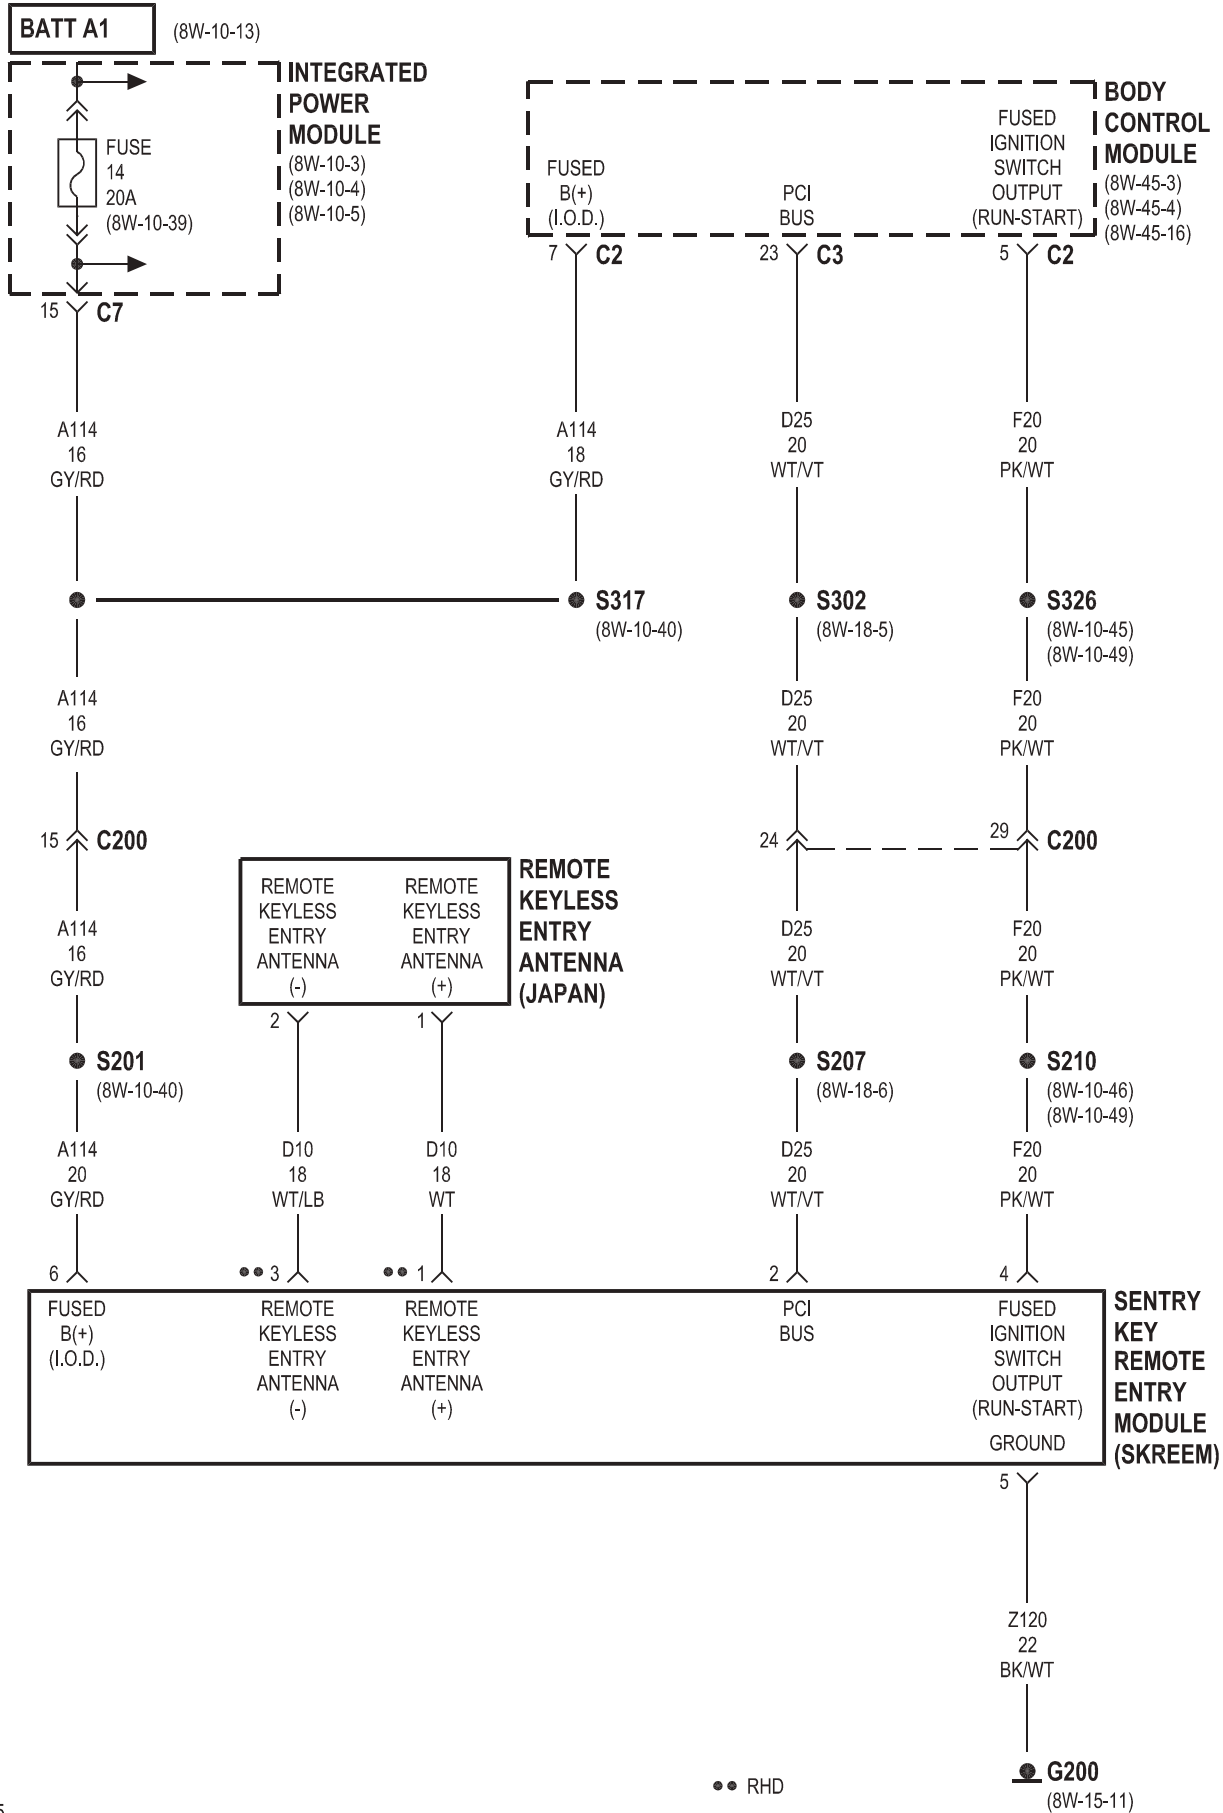 BATT A1
(8W-10-13)
INTEGRATED
POWER
MODULE
(8W-10-3)
(8W-10-4)
(8W-10-5)
FUSE
14
20A
(8W-10-39)
15
C7
BODY
CONTROL
MODULE
(8W-45-3)
(8W-45-4)
(8W-45-16)
FUSED
B(+)
(I.O.D.)
PCI
BUS
FUSED
IGNITION
SWITCH
OUTPUT
(RUN-START)
7
C2
23
C3
5
C2
A114
16
GY/RD
A114
18
GY/RD
D25
20
WT/VT
F20
20
PK/WT
S317
(8W-10-40)
S302
(8W-18-5)
S326
(8W-10-45)
(8W-10-49)
A114
16
GY/RD
D25
20
WT/VT
F20
20
PK/WT
15
C200
24
29
C200
REMOTE
KEYLESS
ENTRY
ANTENNA
(-)
REMOTE
KEYLESS
ENTRY
ANTENNA
(+)
REMOTE
KEYLESS
ENTRY
ANTENNA
(JAPAN)
A114
16
GY/RD
D25
20
WT/VT
F20
20
PK/WT
2
1
S201
(8W-10-40)
S207
(8W-18-6)
S210
(8W-10-46)
(8W-10-49)
A114
20
GY/RD
D10
18
WT/LB
D10
18
WT
D25
20
WT/VT
F20
20
PK/WT
6
•• 3
•• 1
2
4
FUSED
B(+)
(I.O.D.)
REMOTE
KEYLESS
ENTRY
ANTENNA
(-)
REMOTE
KEYLESS
ENTRY
ANTENNA
(+)
PCI
BUS
FUSED
IGNITION
SWITCH
OUTPUT
(RUN-START)
GROUND
SENTRY
KEY
REMOTE
ENTRY
MODULE
(SKREEM)
5
Z120
22
BK/WT
•• RHD
G200
(8W-15-11)